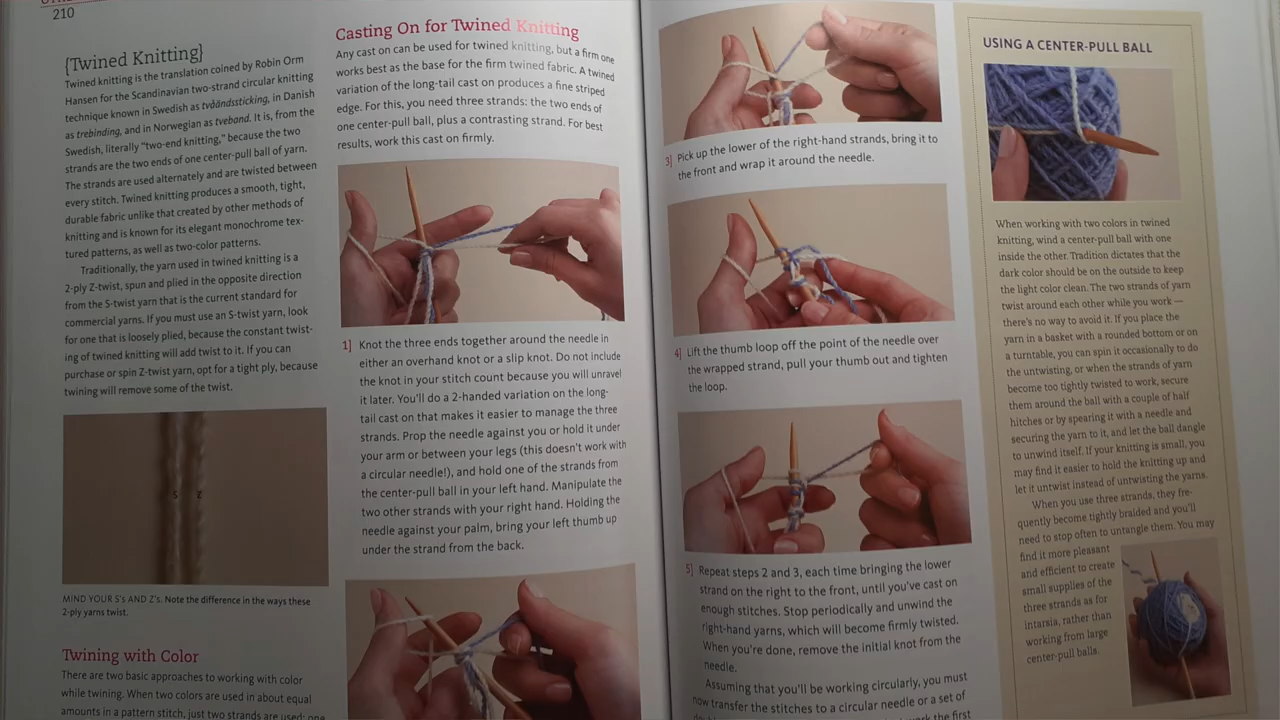 210
{Twined Knitting}
Twined knitting is the translation coined by Robin Orm
Hansen for the Scandinavian two-strand circular knitting
technique known in Swedish as tvåändssticking, in Danish
as trebinding, and in Norwegian as tveband. It is, from the
Swedish, literally "two-end knitting," because the two
strands are the two ends of one center-pull ball of yarn.
The strands are used alternately and are twisted between
every stitch. Twined knitting produces a smooth, tight,
durable fabric unlike that created by other methods of
knitting and is known for its elegant monochrome tex-
tured patterns, as well as two-color patterns.
Traditionally, the yarn used in twined knitting is a
2-ply Z-twist, spun and plied in the opposite direction
from the S-twist yarn that is the current standard for
commercial yarns. If you must use an S-twist yarn, look
for one that is loosely plied, because the constant twist-
ing of twined knitting will add twist to it. If you can
purchase or spin Z-twist yarn, opt for a tight ply, because
twining will remove some of the twist.
S Z
MIND YOUR S's AND Z's. Note the difference in the ways these
2-ply yarns twist.
Twining with Color
There are two basic approaches to working with color
while twining. When two colors are used in about equal
amounts in a pattern stitch, just two strands are used: one
Casting On for Twined Knitting
Any cast on can be used for twined knitting, but a firm one
works best as the base for the firm twined fabric. A twined
variation of the long-tail cast on produces a fine striped
edge. For this, you need three strands: the two ends of
one center-pull ball, plus a contrasting strand. For best
results, work this cast on firmly.
1] Knot the three ends together around the needle in
either an overhand knot or a slip knot. Do not include
the knot in your stitch count because you will unravel
it later. You'll do a 2-handed variation on the long-
tail cast on that makes it easier to manage the three
strands. Prop the needle against you or hold it under
your arm or between your legs (this doesn't work with
a circular needle!), and hold one of the strands from
the center-pull ball in your left hand. Manipulate the
two other strands with your right hand. Holding the
needle against your palm, bring your left thumb up
under the strand from the back.
3] Pick up the lower of the right-hand strands, bring it to
the front and wrap it around the needle.
4] Lift the thumb loop off the point of the needle over
the wrapped strand, pull your thumb out and tighten
the loop.
5] Repeat steps 2 and 3, each time bringing the lower
strand on the right to the front, until you've cast on
enough stitches. Stop periodically and unwind the
right-hand yarns, which will become firmly twisted.
When you're done, remove the initial knot from the
needle.
Assuming that you'll be working circularly, you must
now transfer the stitches to a circular needle or a set of
the first
USING A CENTER-PULL BALL
When working with two colors in twined
knitting, wind a center-pull ball with one
inside the other. Tradition dictates that the
dark color should be on the outside to keep
the light color clean. The two strands of yarn
twist around each other while you work —
there's no way to avoid it. If you place the
yarn in a basket with a rounded bottom or on
a turntable, you can spin it occasionally to do
the untwisting, or when the strands of yarn
become too tightly twisted to work, secure
them around the ball with a couple of half
hitches or by spearing it with a needle and
securing the yarn to it, and let the ball dangle
to unwind itself. If your knitting is small, you
may find it easier to hold the knitting up and
let it untwist instead of untwisting the yarns.
When you use three strands, they fre-
quently become tightly braided and you'll
need to stop often to untangle them. You may
find it more pleasant
and efficient to create
small supplies of the
three strands as for
intarsia, rather than
working from large
center-pull balls.